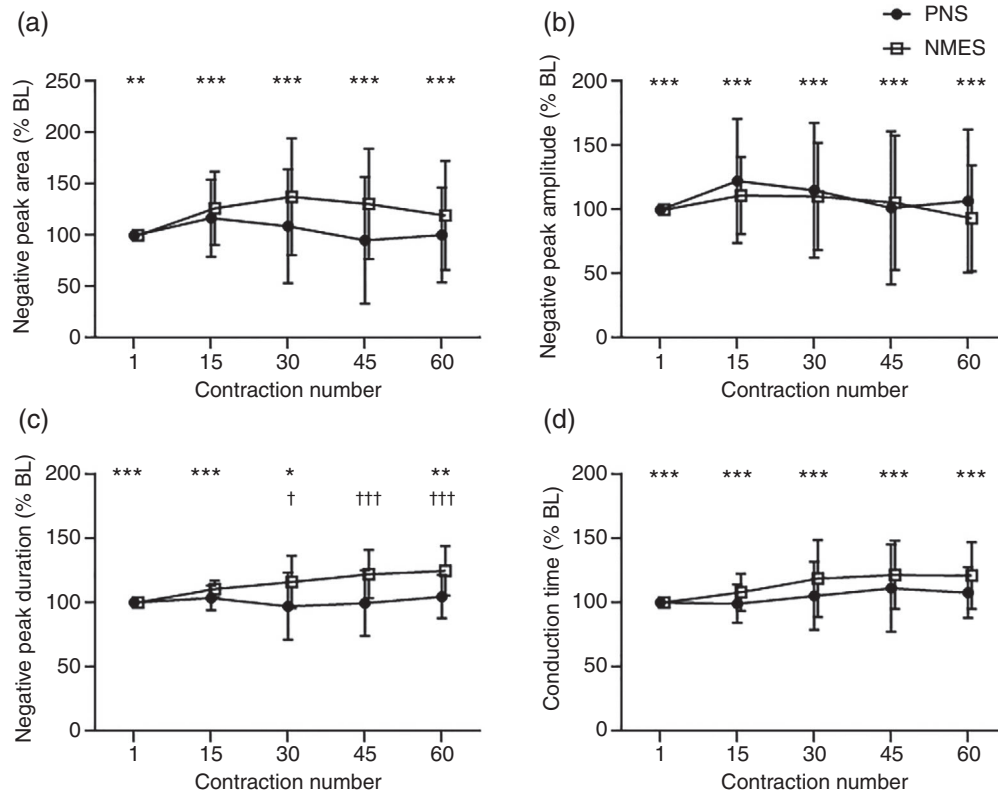 (a)
** *** *** *** ***
Negative peak area (% BL)
250
200
150
100
50
0
1 15 30 45 60
Contraction number
(b)
PNS
NMES
*** *** *** *** ***
Negative peak amplitude (% BL)
200
150
100
50
0
1 15 30 45 60
Contraction number
(c)
*** *** * **
† ††† †††
Negative peak duration (% BL)
200
150
100
50
0
1 15 30 45 60
Contraction number
(d)
*** *** *** *** ***
Conduction time (% BL)
200
150
100
50
0
1 15 30 45 60
Contraction number